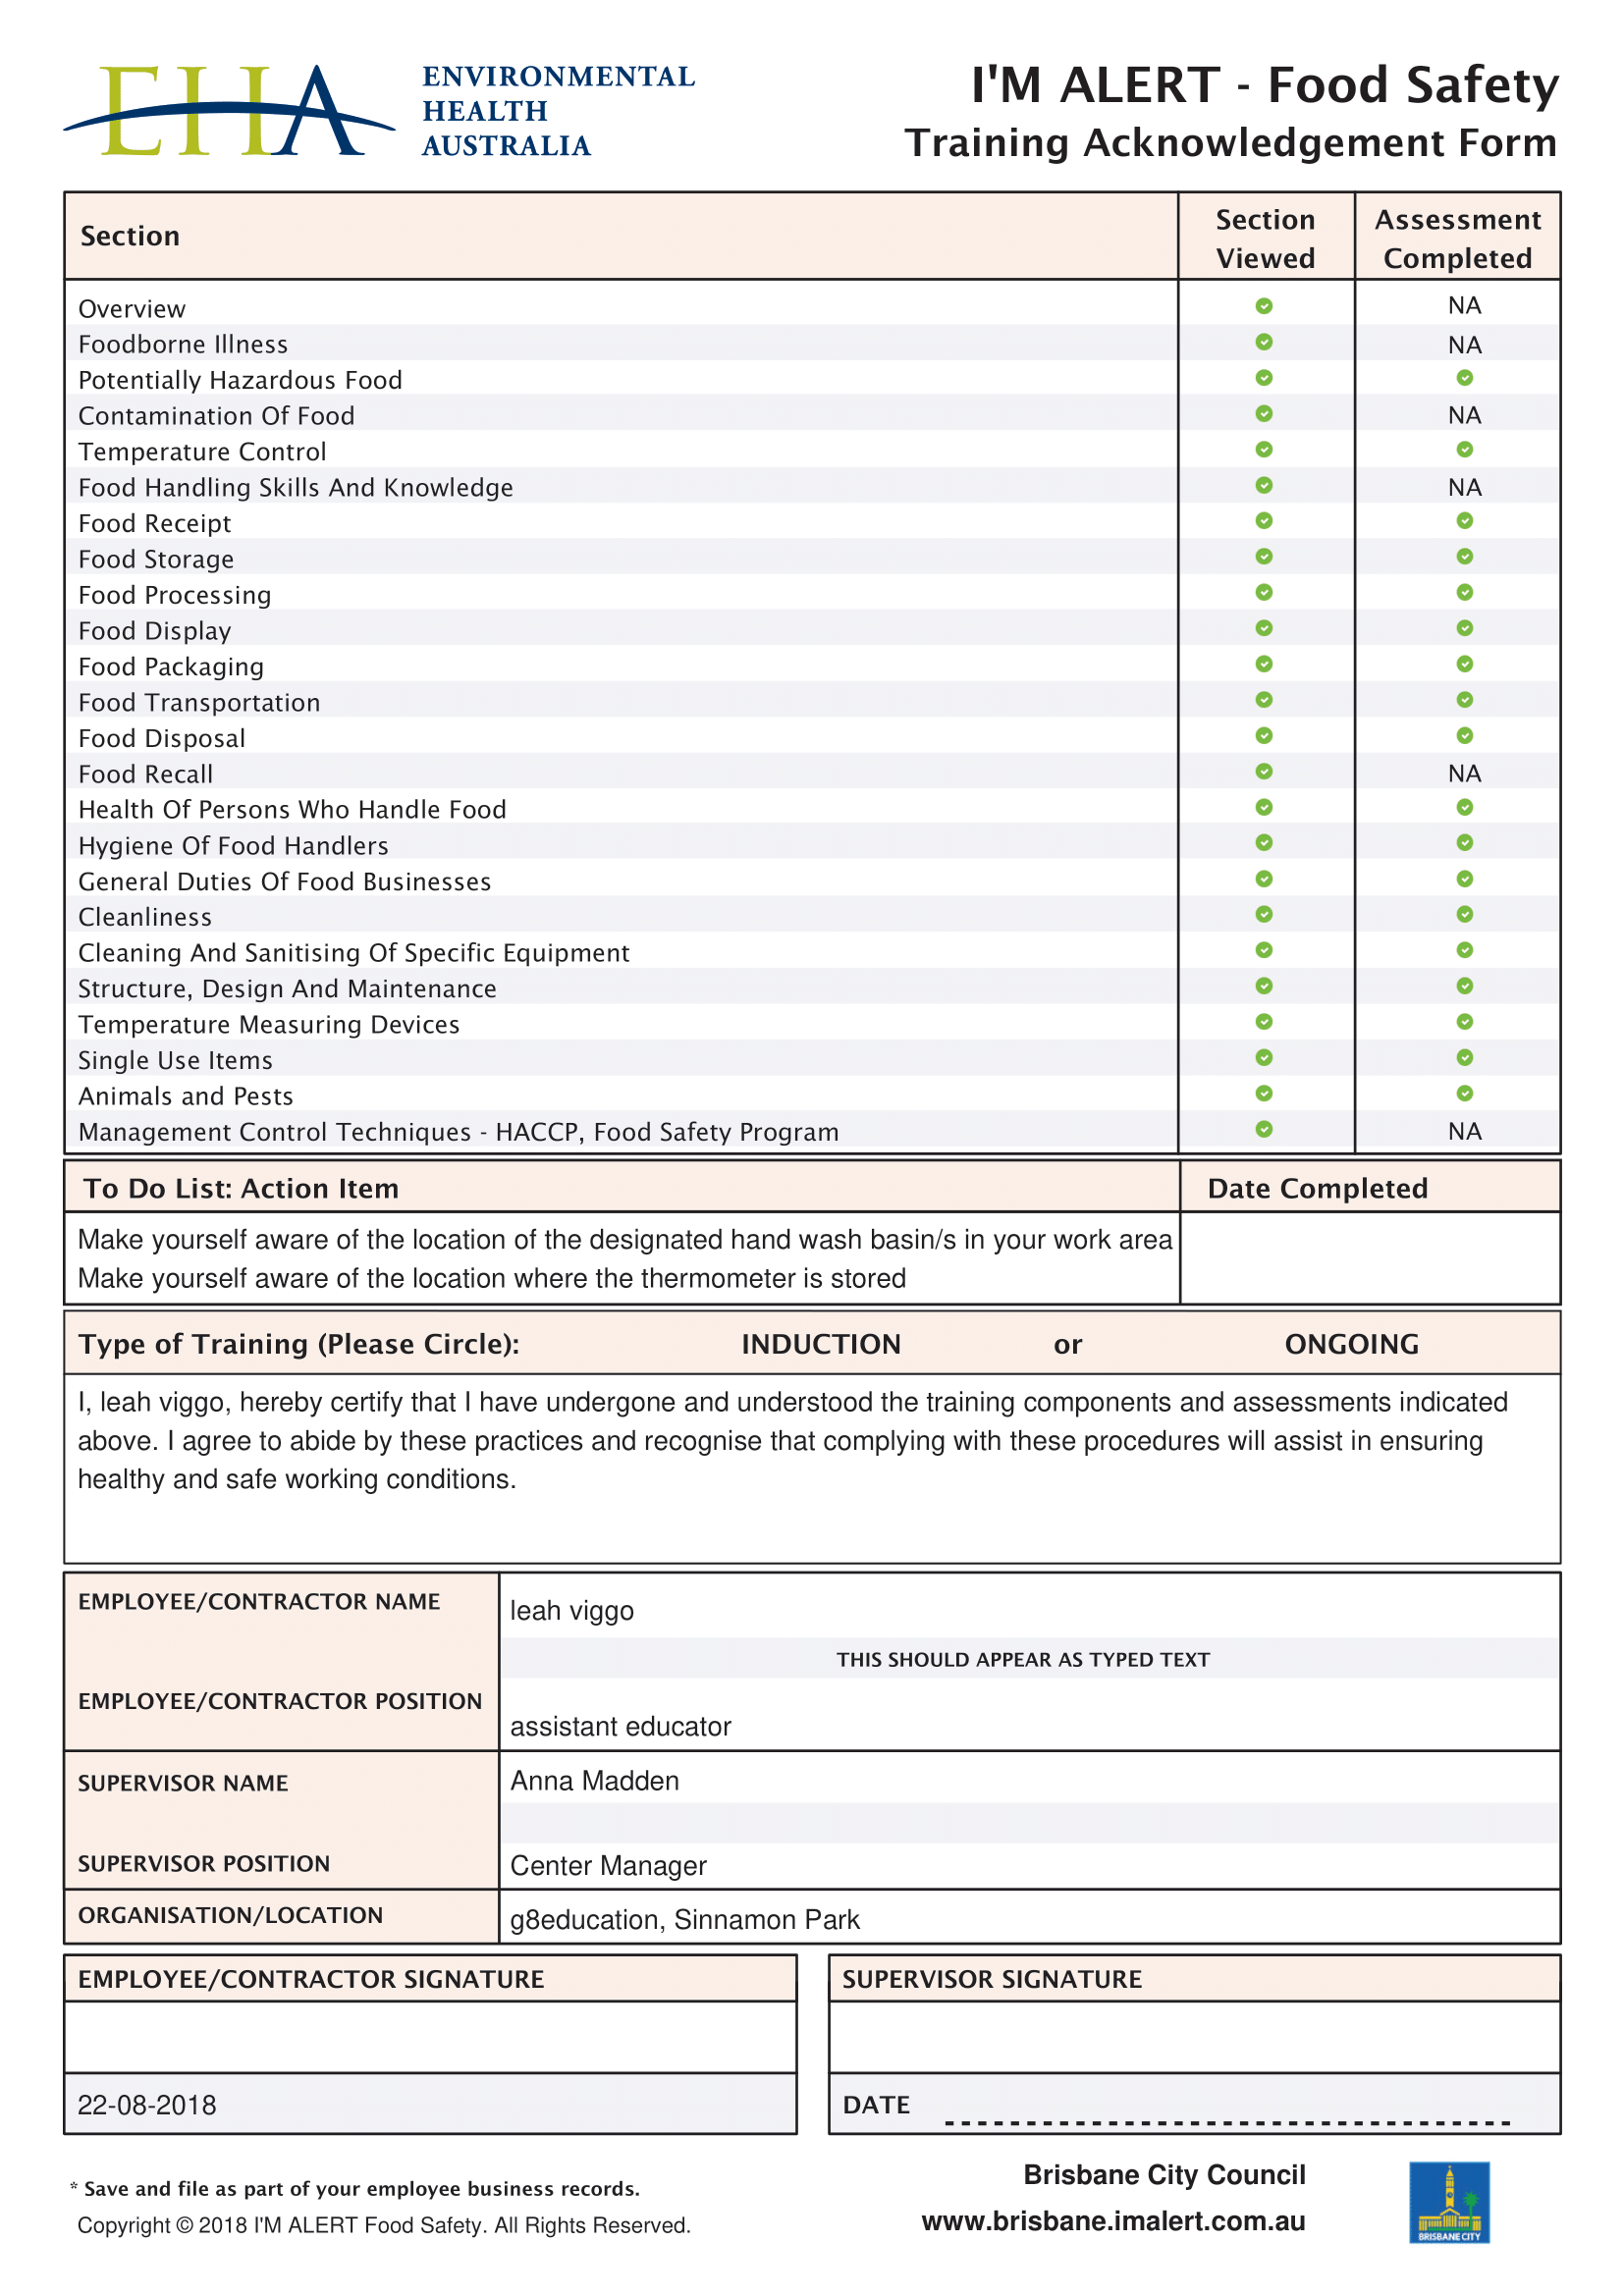 EHA
ENVIRONMENTAL
HEALTH
AUSTRALIA
I'M ALERT - Food Safety
Training Acknowledgement Form
Section Section Viewed Assessment Completed
Overview NA
Foodborne Illness NA
Potentially Hazardous Food
Contamination Of Food NA
Temperature Control
Food Handling Skills And Knowledge NA
Food Receipt
Food Storage
Food Processing
Food Display
Food Packaging
Food Transportation
Food Disposal
Food Recall NA
Health Of Persons Who Handle Food
Hygiene Of Food Handlers
General Duties Of Food Businesses
Cleanliness
Cleaning And Sanitising Of Specific Equipment
Structure, Design And Maintenance
Temperature Measuring Devices
Single Use Items
Animals and Pests
Management Control Techniques - HACCP, Food Safety Program NA
To Do List: Action Item Date Completed
Make yourself aware of the location of the designated hand wash basin/s in your work area
Make yourself aware of the location where the thermometer is stored
Type of Training (Please Circle): INDUCTION or ONGOING
I, leah viggo, hereby certify that I have undergone and understood the training components and assessments indicated
above. I agree to abide by these practices and recognise that complying with these procedures will assist in ensuring
healthy and safe working conditions.
EMPLOYEE/CONTRACTOR NAME leah viggo
THIS SHOULD APPEAR AS TYPED TEXT
EMPLOYEE/CONTRACTOR POSITION assistant educator
SUPERVISOR NAME Anna Madden
SUPERVISOR POSITION Center Manager
ORGANISATION/LOCATION g8education, Sinnamon Park
EMPLOYEE/CONTRACTOR SIGNATURE SUPERVISOR SIGNATURE
22-08-2018 DATE
* Save and file as part of your employee business records.
Copyright © 2018 I'M ALERT Food Safety. All Rights Reserved.
Brisbane City Council
www.brisbane.imalert.com.au
BRISBANE CITY